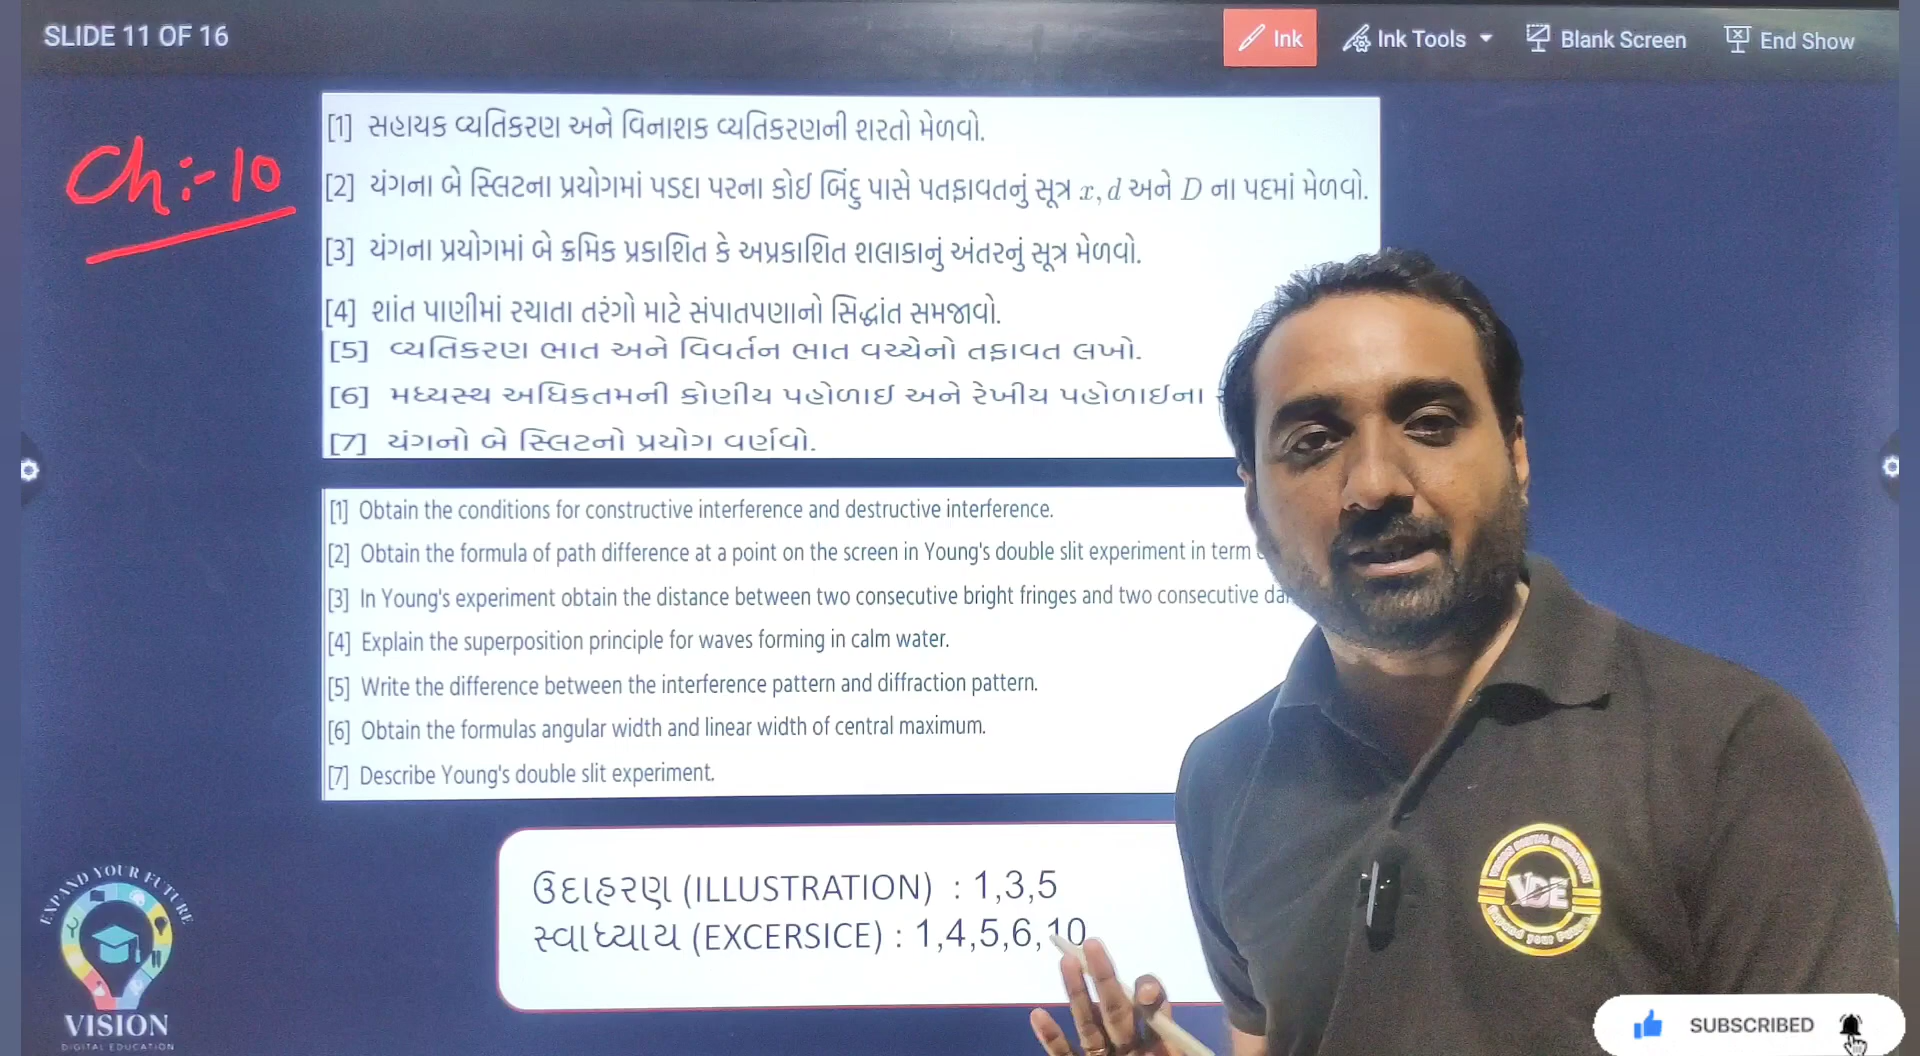 SLIDE 11 OF 16
Ink
Ink Tools
Blank Screen
End Show
Ch:-10
[1] સહાયક વ્યતિકરણ અને વિનાશક વ્યતિકરણની શરતો મેળવો.
[2] યંગના બે સ્લિટના પ્રયોગમાં પડદા પરના કોઈ બિંદુ પાસે પતફાવતનું સૂત્ર x, d અને D ના પદમાં મેળવો.
[3] યંગના પ્રયોગમાં બે ક્રમિક પ્રકાશિત કે અપ્રકાશિત શલાકાનું અંતરનું સૂત્ર મેળવો.
[4] શાંત પાણીમાં રચાતા તરંગો માટે સંપાતપણાનો સિદ્ધાંત સમજાવો.
[5] વ્યતિકરણ ભાત અને વિવર્તન ભાત વચ્ચેનો તફાવત લખો.
[6] મધ્યસ્થ અધિકતમની કોણીય પહોળાઈ અને રેખીય પહોળાઈના
[7] યંગનો બે સ્લિટનો પ્રયોગ વર્ણવો.
[1] Obtain the conditions for constructive interference and destructive interference.
[2] Obtain the formula of path difference at a point on the screen in Young's double slit experiment in term
[3] In Young's experiment obtain the distance between two consecutive bright fringes and two consecutive
[4] Explain the superposition principle for waves forming in calm water.
[5] Write the difference between the interference pattern and diffraction pattern.
[6] Obtain the formulas angular width and linear width of central maximum.
[7] Describe Young's double slit experiment.
ઉદાહરણ (ILLUSTRATION) : 1,3,5
સ્વાધ્યાય (EXCERSICE) : 1,4,5,6,10
EXPAND YOUR FUTURE
VISION
DIGITAL EDUCATION
VISION DIGITAL EDUCATION
VDE
Expand your Future
SUBSCRIBED